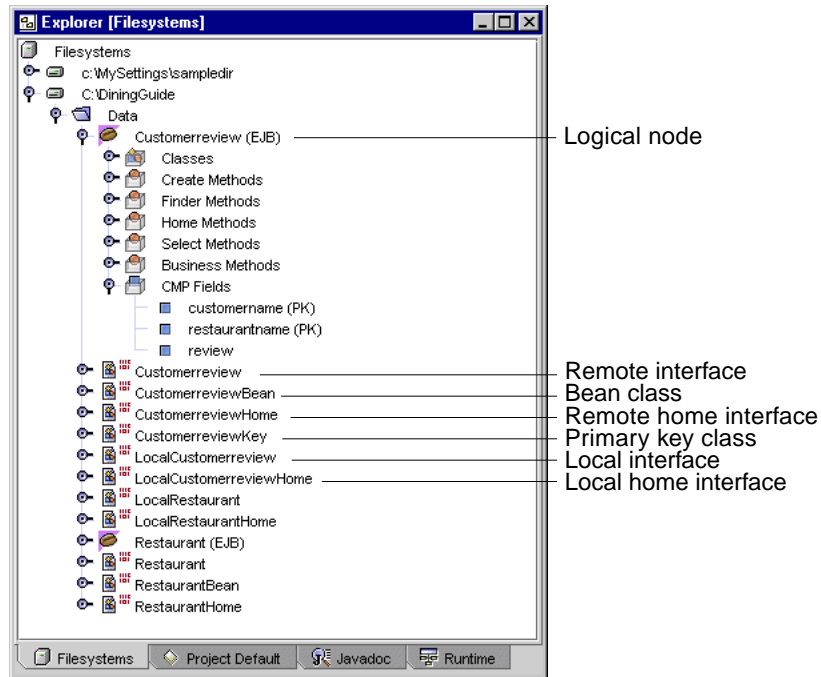 Explorer [Filesystems]
Filesystems
c:\MySettings\sampledir
C:\DiningGuide
Data
Customerreview (EJB)
Logical node
Classes
Create Methods
Finder Methods
Home Methods
Select Methods
Business Methods
CMP Fields
customername (PK)
restaurantname (PK)
review
Customerreview
Remote interface
CustomerreviewBean
Bean class
CustomerreviewHome
Remote home interface
CustomerreviewKey
Primary key class
LocalCustomerreview
Local interface
LocalCustomerreviewHome
Local home interface
LocalRestaurant
LocalRestaurantHome
Restaurant (EJB)
Restaurant
RestaurantBean
RestaurantHome
Filesystems Project Default Javadoc Runtime